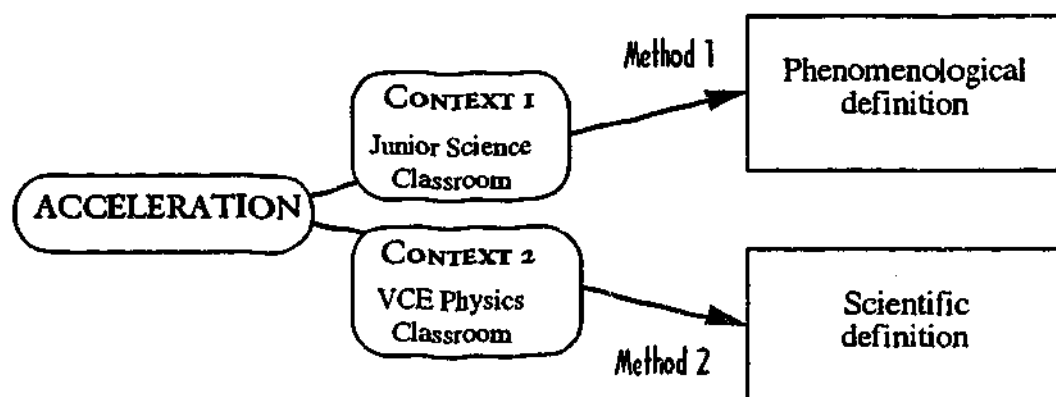 ACCELERATION
CONTEXT 1
Junior Science
Classroom
Method 1
Phenomenological
definition
CONTEXT 2
VCE Physics
Classroom
Method 2
Scientific
definition